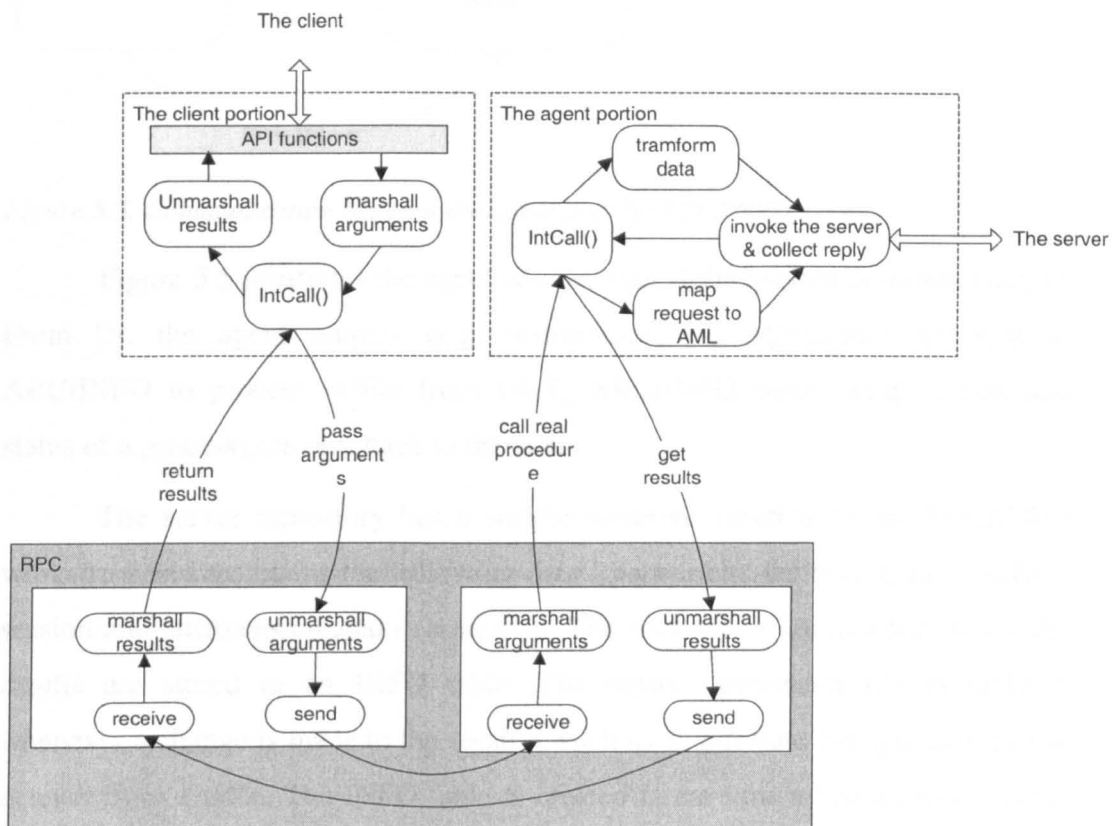 The client
The client portion
API functions
Unmarshall
results
marshall
arguments
IntCall()
The agent portion
tramform
data
IntCall()
invoke the server
& collect reply
map
request to
AML
The server
return
results
pass
argument
s
call real
procedur
e
get
results
RPC
marshall
results
unmarshall
arguments
receive
send
marshall
arguments
unmarshall
results
receive
send